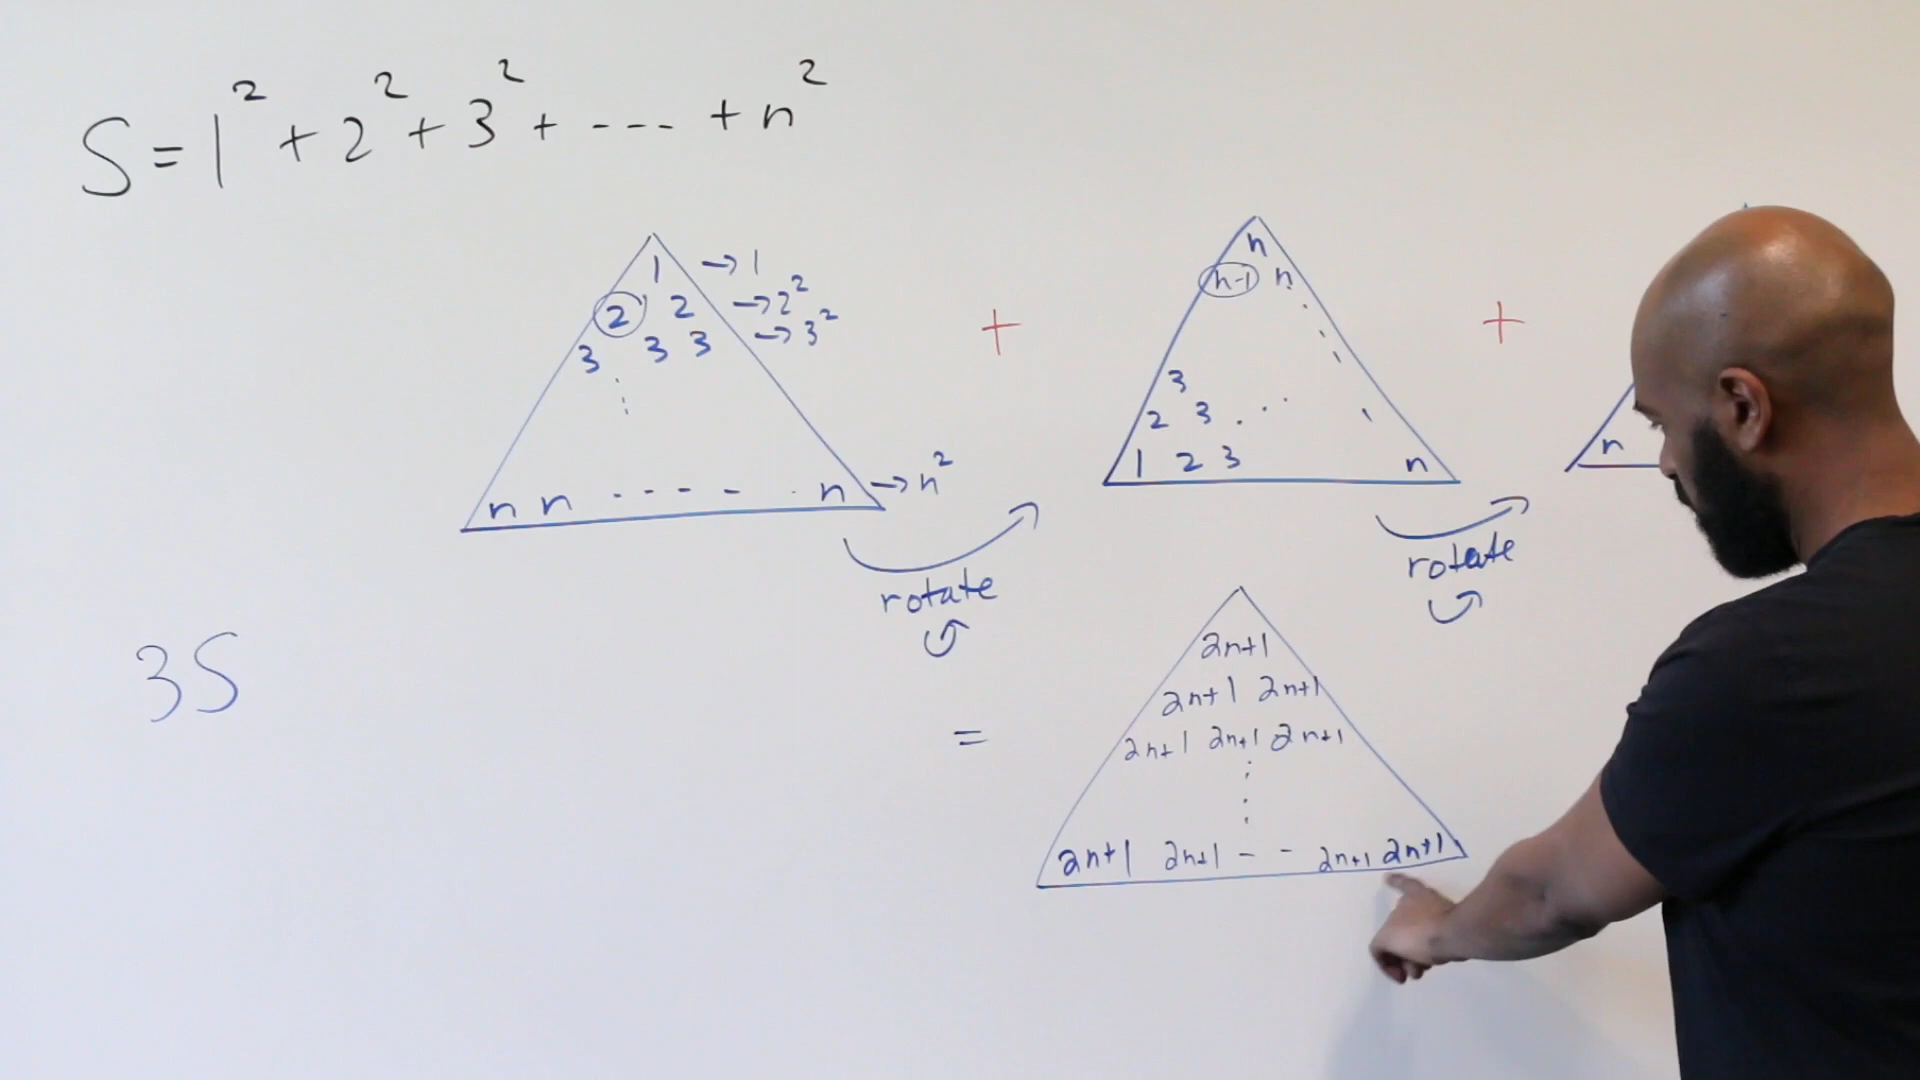 S = 1² + 2² + 3² + --- + n²
1 → 1
2 2 → 2²
3 3 3 → 3²
n n - - - - . n → n²
+
n
n-1 n
3
2 3
1 2 3 n
+
n
rotate
rotate
3S
=
2n+1
2n+1 2n+1
2n+1 2n+1 2n+1
2n+1 2n+1 - - 2n+1 2n+1